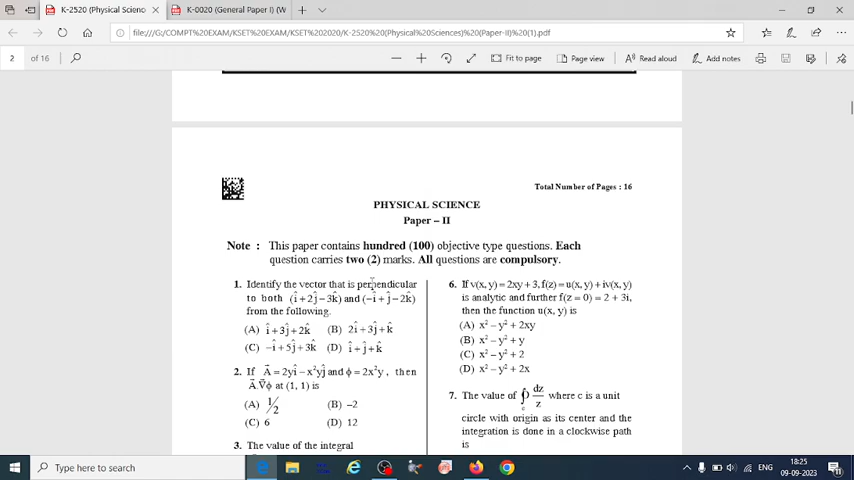 K-2520 (Physical Scienc
K-0020 (General Paper I) (W
file:///G:/COMPT%20EXAM/KSET%20EXAM/KSET%202020/K-2520%20(Physical%20Sciences)%20(Paper-II)%20(1).pdf
2 of 16
Fit to page
Page view
Read aloud
Add notes
Total Number of Pages : 16
PHYSICAL SCIENCE
Paper – II
Note : This paper contains hundred (100) objective type questions. Each
question carries two (2) marks. All questions are compulsory.
1. Identify the vector that is perpendicular
to both (î + 2ĵ – 3k̂) and (–î + ĵ – 2k̂)
from the following.
(A) î + 3ĵ + 2k̂ (B) 2î + 3ĵ + k̂
(C) –î + 5ĵ + 3k̂ (D) î + ĵ + k̂
2. If A⃗ = 2yî – x²yĵ and ϕ = 2x²y , then
A⃗.∇⃗ϕ at (1, 1) is
(A) 1/2 (B) –2
(C) 6 (D) 12
3. The value of the integral
6. If v(x, y) = 2xy + 3, f(z) = u(x, y) + iv(x, y)
is analytic and further f(z = 0) = 2 + 3i,
then the function u(x, y) is
(A) x² – y² + 2xy
(B) x² – y² + y
(C) x² – y² + 2
(D) x² – y² + 2x
7. The value of ∮c dz/z where c is a unit
circle with origin as its center and the
integration is done in a clockwise path
is
Type here to search
ENG
18:25
09-09-2023